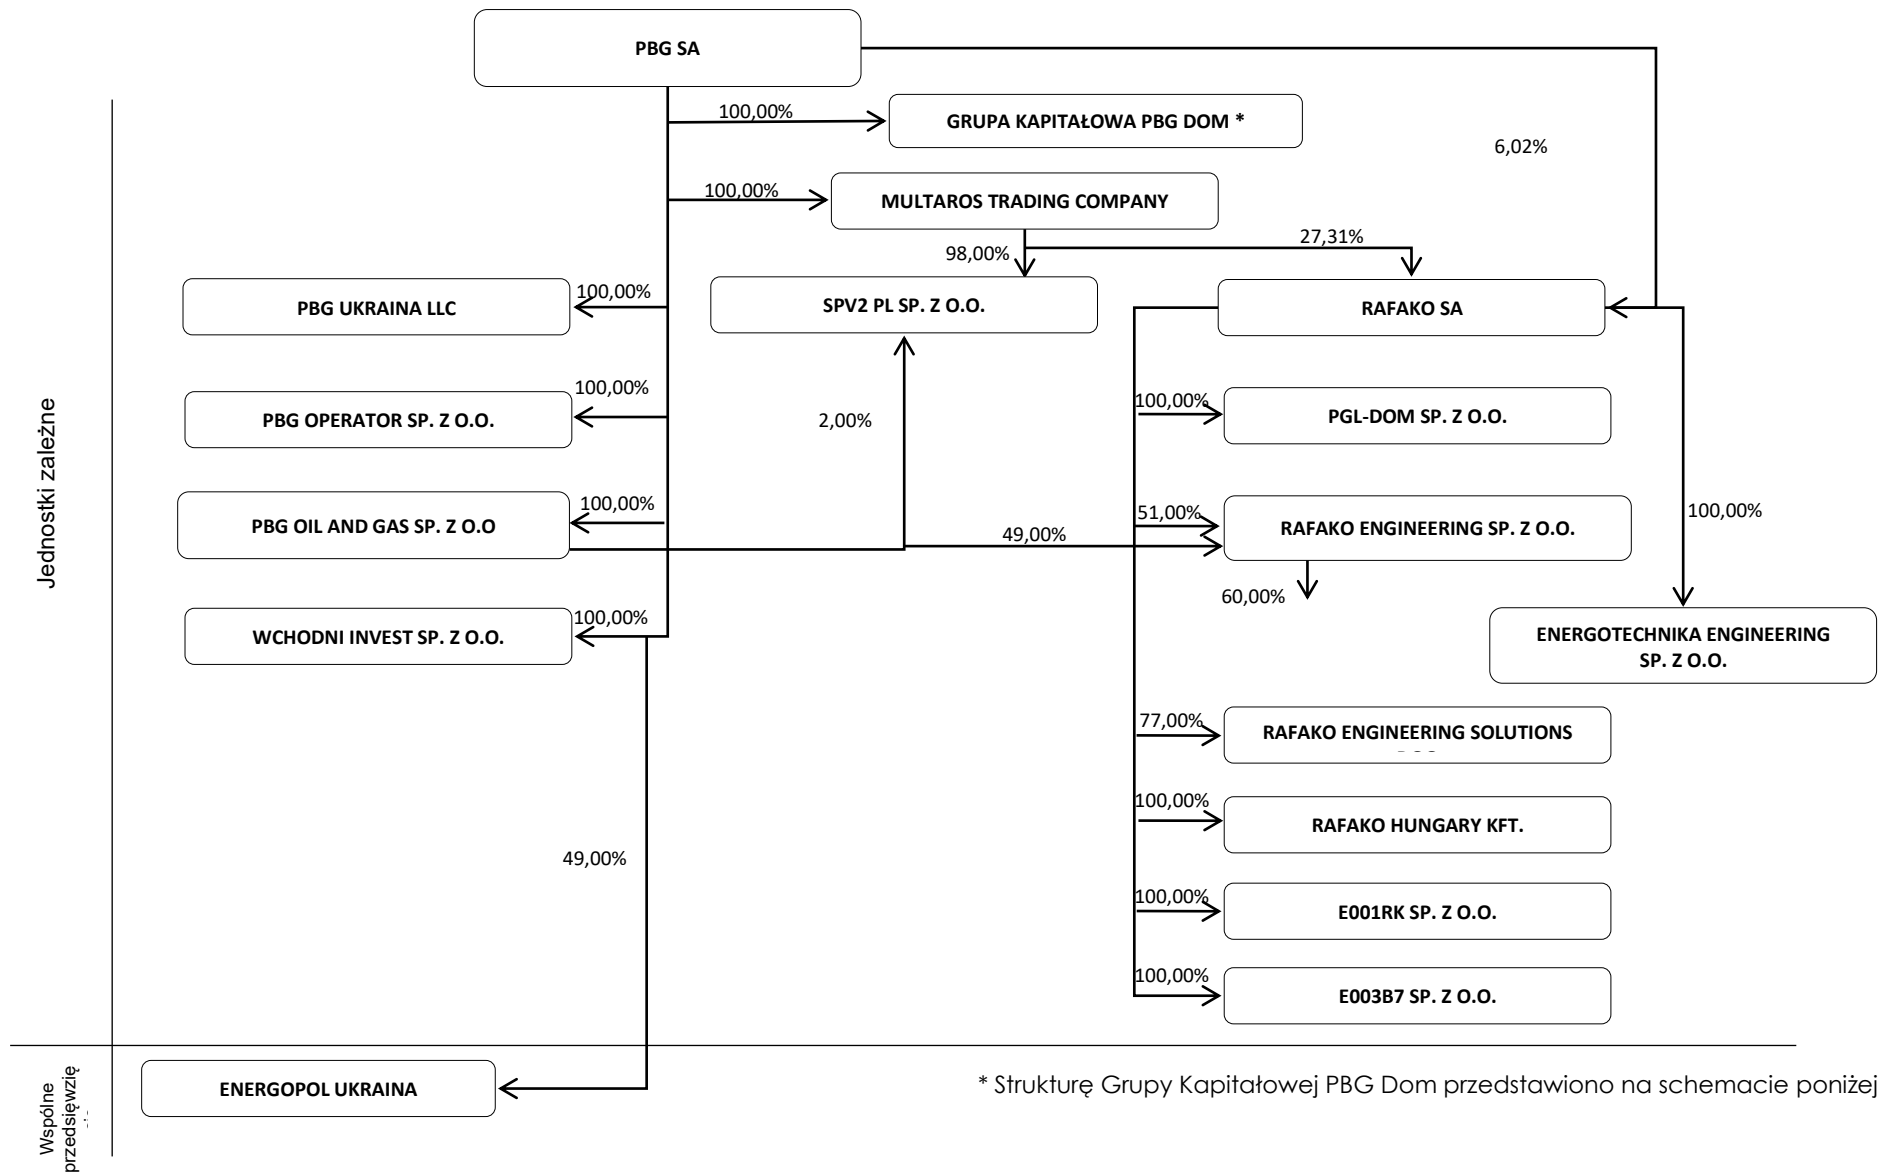 PBG SA
100,00%
GRUPA KAPITAŁOWA PBG DOM *
6,02%
100,00%
MULTAROS TRADING COMPANY
27,31%
98,00%
100,00%
PBG UKRAINA LLC
SPV2 PL SP. Z O.O.
RAFAKO SA
100,00%
PBG OPERATOR SP. Z O.O.
2,00%
100,00%
PGL-DOM SP. Z O.O.
Jednostki zależne
100,00%
PBG OIL AND GAS SP. Z O.O
49,00%
51,00%
RAFAKO ENGINEERING SP. Z O.O.
100,00%
60,00%
100,00%
WCHODNI INVEST SP. Z O.O.
ENERGOTECHNIKA ENGINEERING
SP. Z O.O.
77,00%
RAFAKO ENGINEERING SOLUTIONS
100,00%
RAFAKO HUNGARY KFT.
49,00%
100,00%
E001RK SP. Z O.O.
100,00%
E003B7 SP. Z O.O.
Wspólne
przedsięwzię
ENERGOPOL UKRAINA
* Strukturę Grupy Kapitałowej PBG Dom przedstawiono na schemacie poniżej